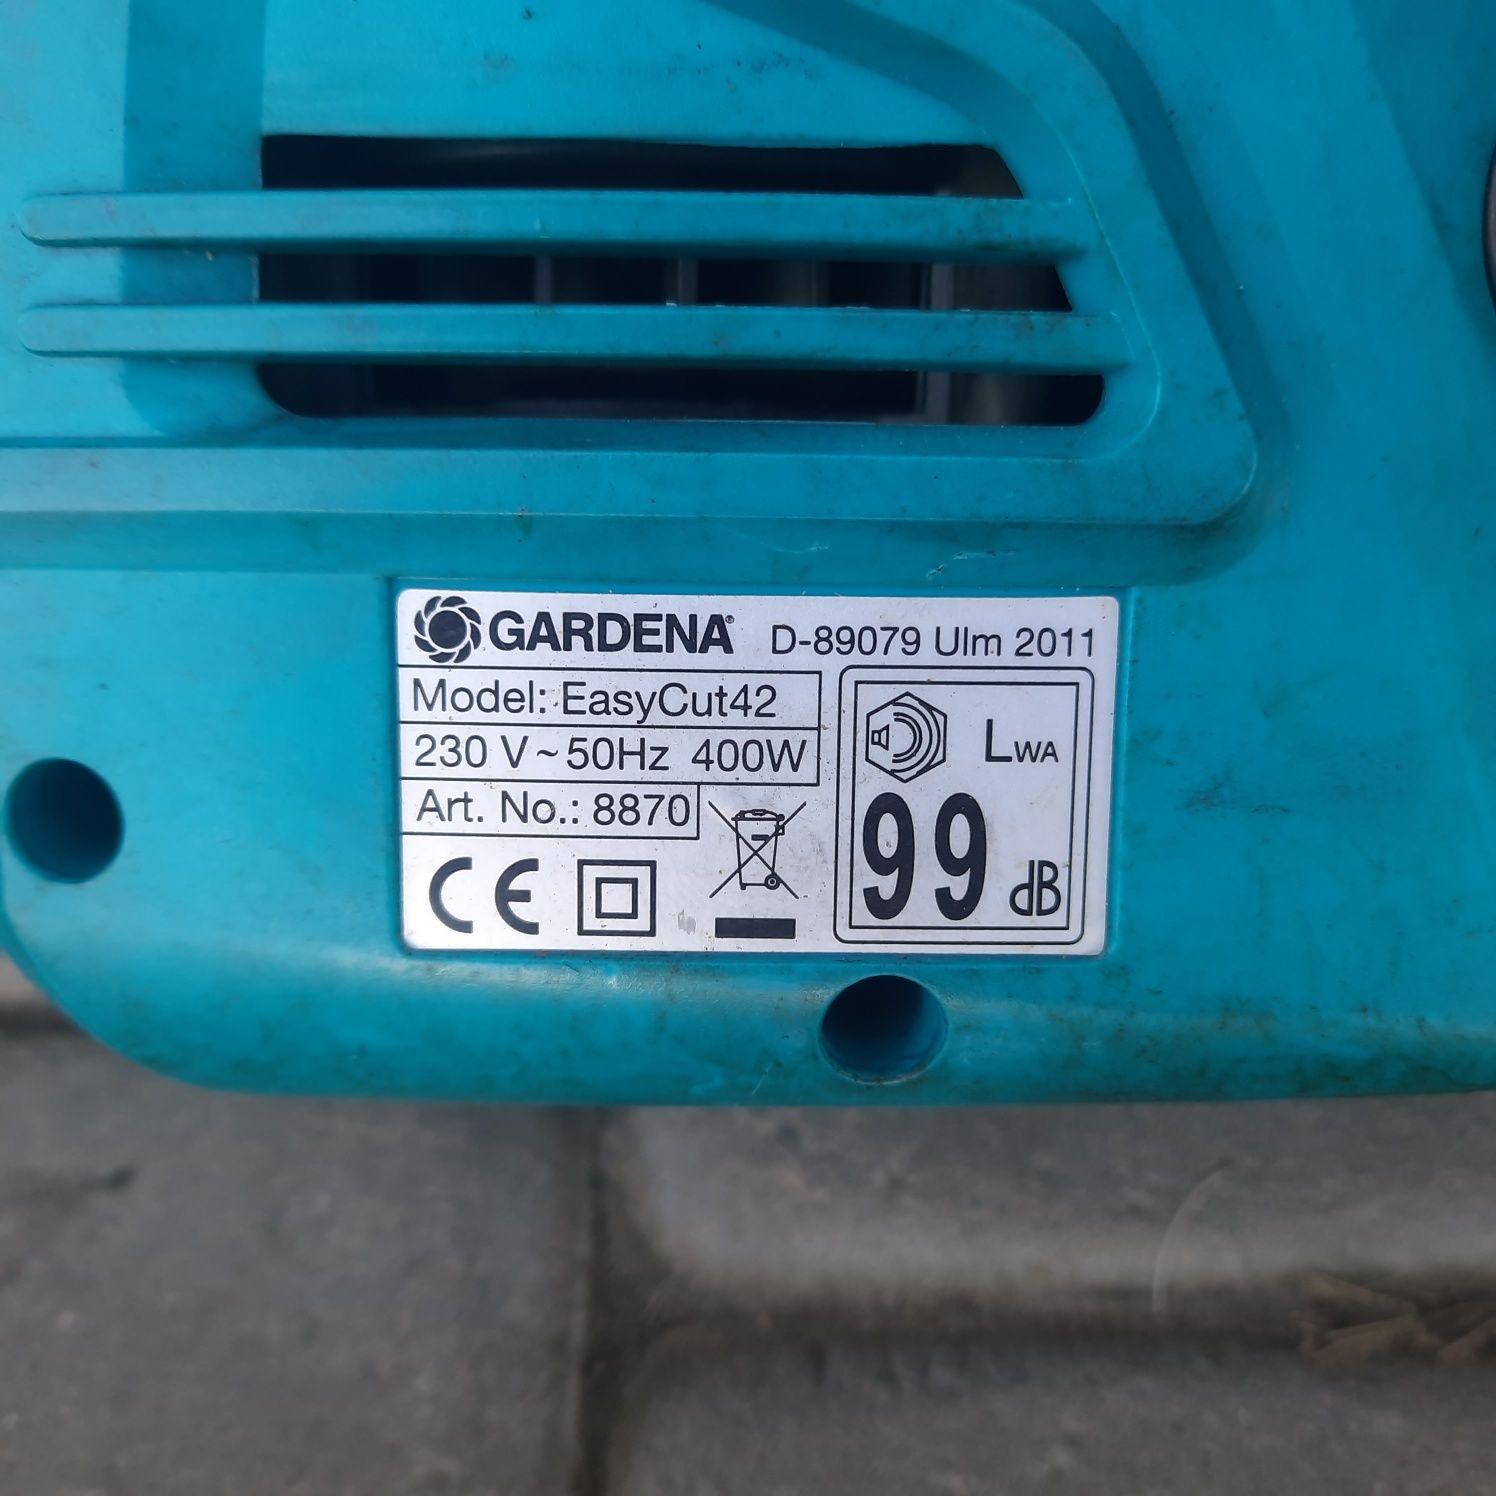 GARDENA® D-89079 Ulm 2011
Model: EasyCut42
230 V~50Hz 400W
Art. No.: 8870
CE
LWA
99 dB